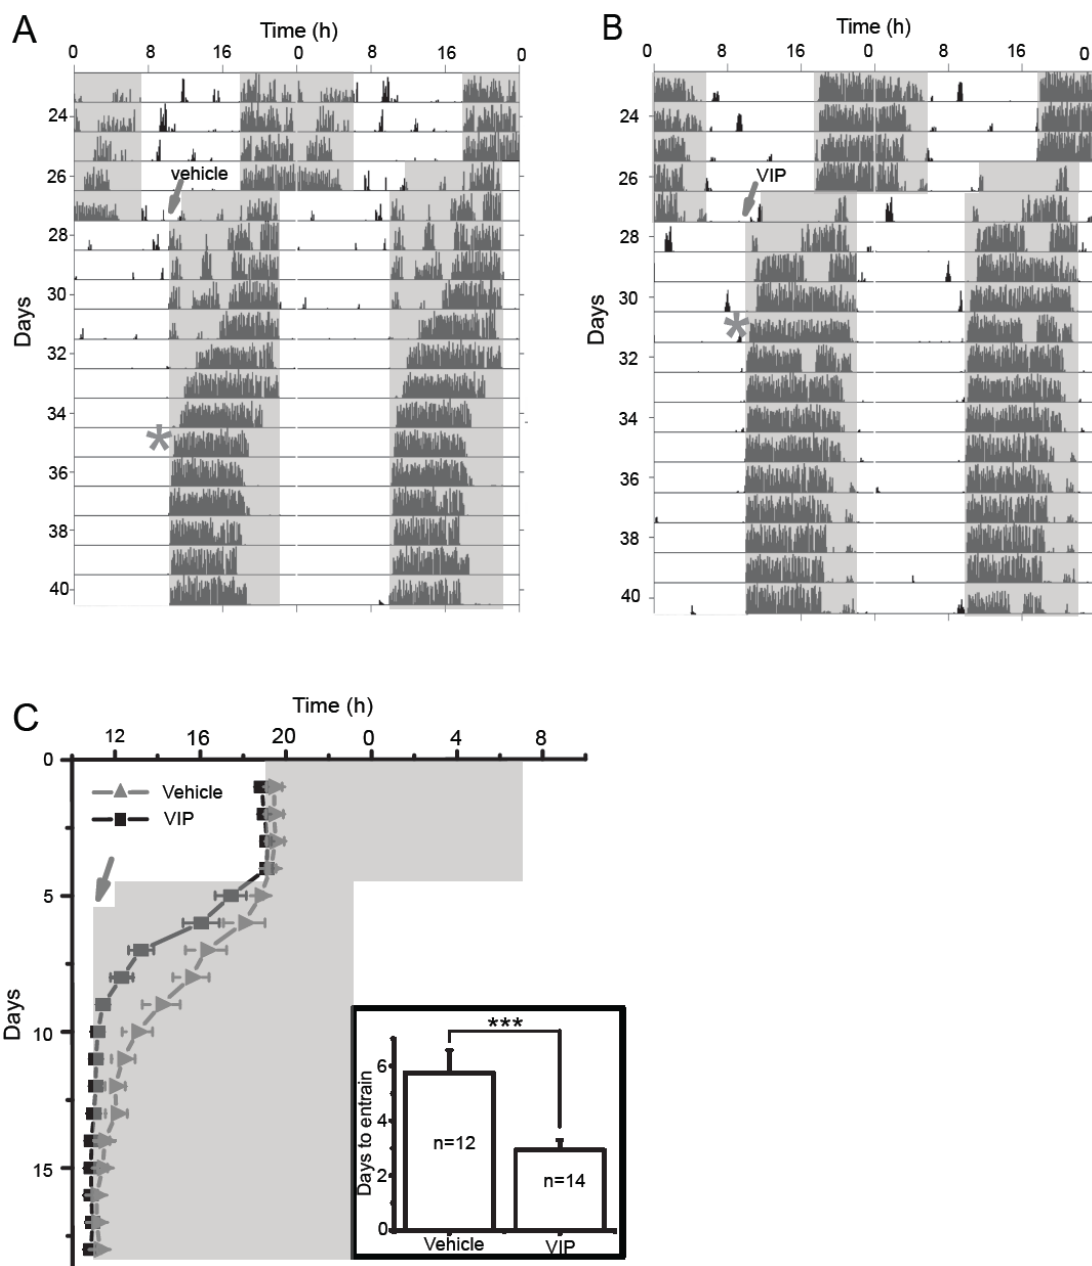 A
Time (h)
0 8 16 0 8 16 0
24
26
28
30
32
34
36
38
40
Days
vehicle
*
B
Time (h)
0 8 16 0 8 16 0
24
26
28
30
32
34
36
38
40
Days
VIP
*
C
Time (h)
12 16 20 0 4 8
0
5
10
15
Days
Vehicle
VIP
***
6
4
2
0
Days to entrain
n=12
n=14
Vehicle
VIP